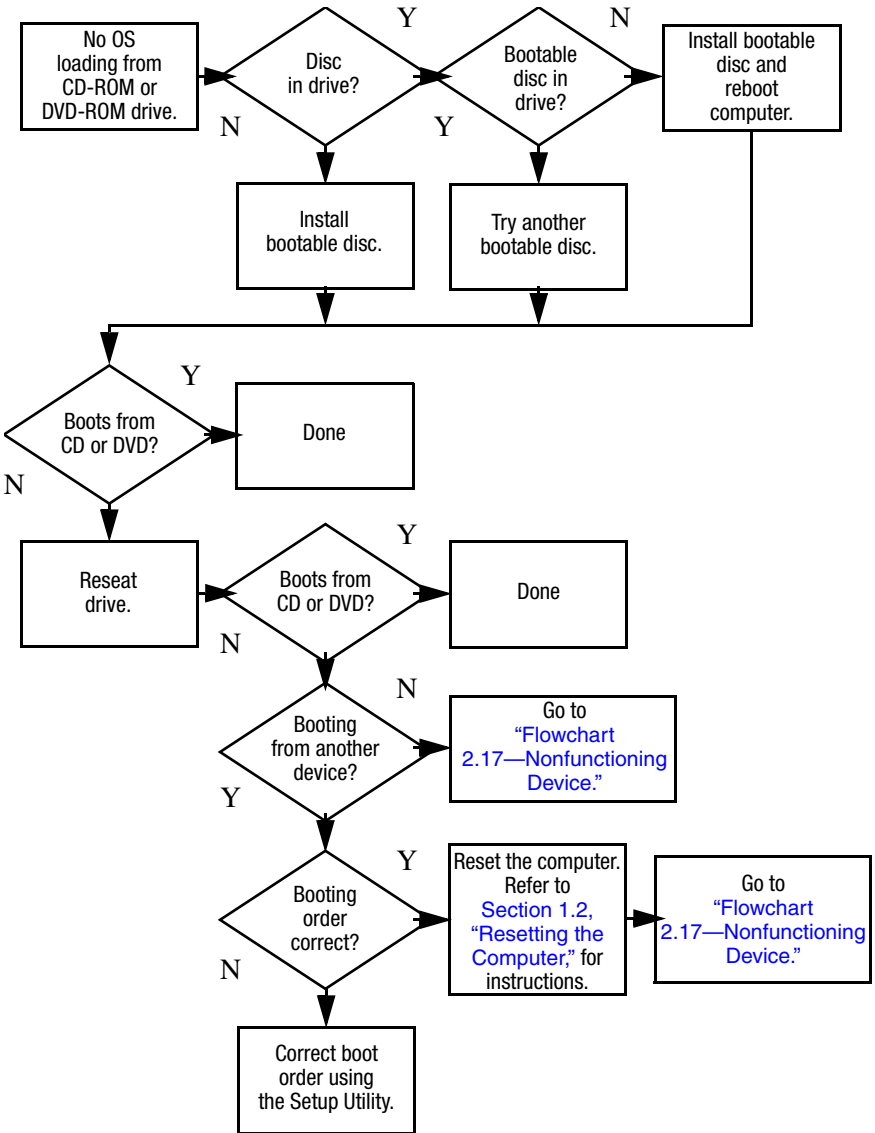 No OS
loading from
CD-ROM or
DVD-ROM drive.
Y
Disc
in drive?
N
N
Bootable
disc in
drive?
Y
Install bootable
disc and
reboot
computer.
Install
bootable disc.
Try another
bootable disc.
Y
Boots from
CD or DVD?
N
Done
Reseat
drive.
Y
Boots from
CD or DVD?
N
Done
N
Booting
from another
device?
Y
Go to
“Flowchart
2.17—Nonfunctioning
Device.”
Y
Booting
order
correct?
N
Reset the computer.
Refer to
Section 1.2,
“Resetting the
Computer,” for
instructions.
Go to
“Flowchart
2.17—Nonfunctioning
Device.”
Correct boot
order using
the Setup Utility.